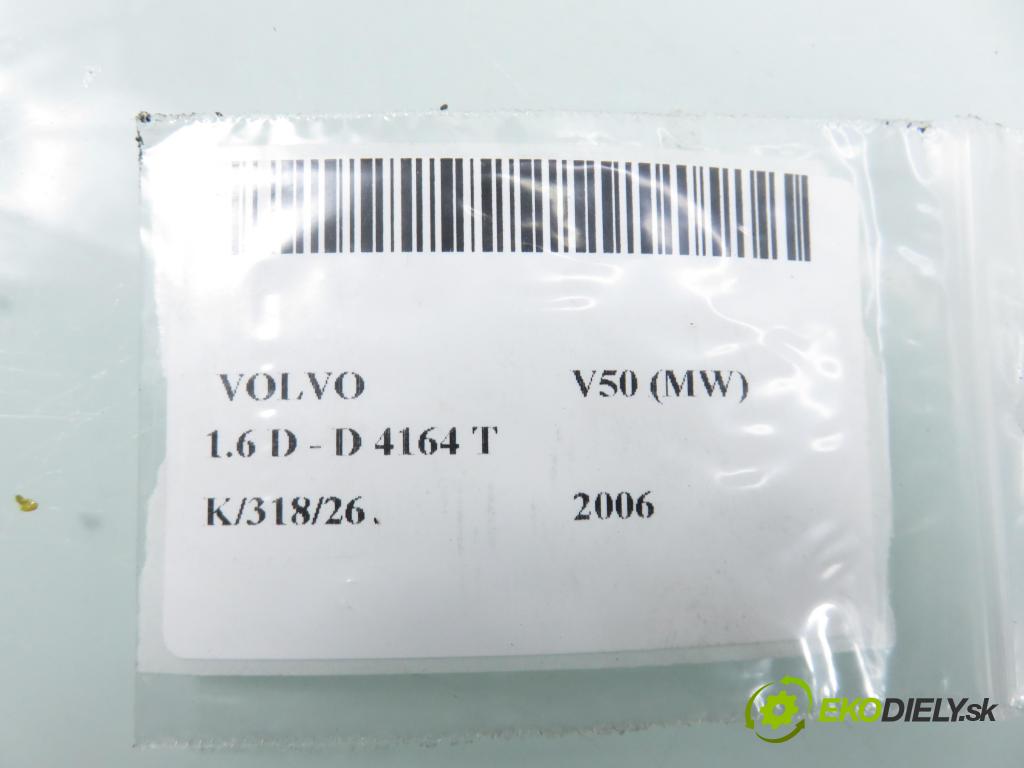 VOLVO V50 (MW)
1.6 D - D 4164 T
K/318/26. 2006
EKODIELY.sk